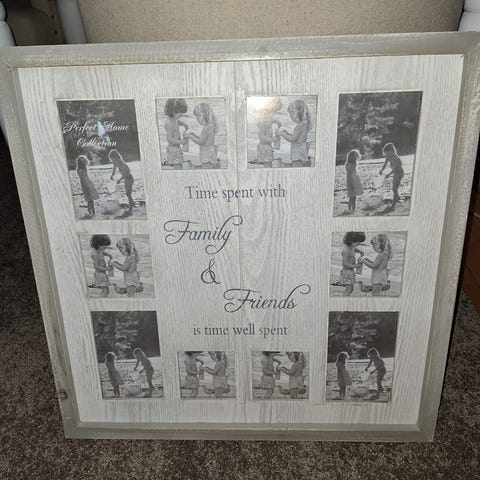 Perfect Home
Collection
Time spent with
Family
&
Friends
is time well spent